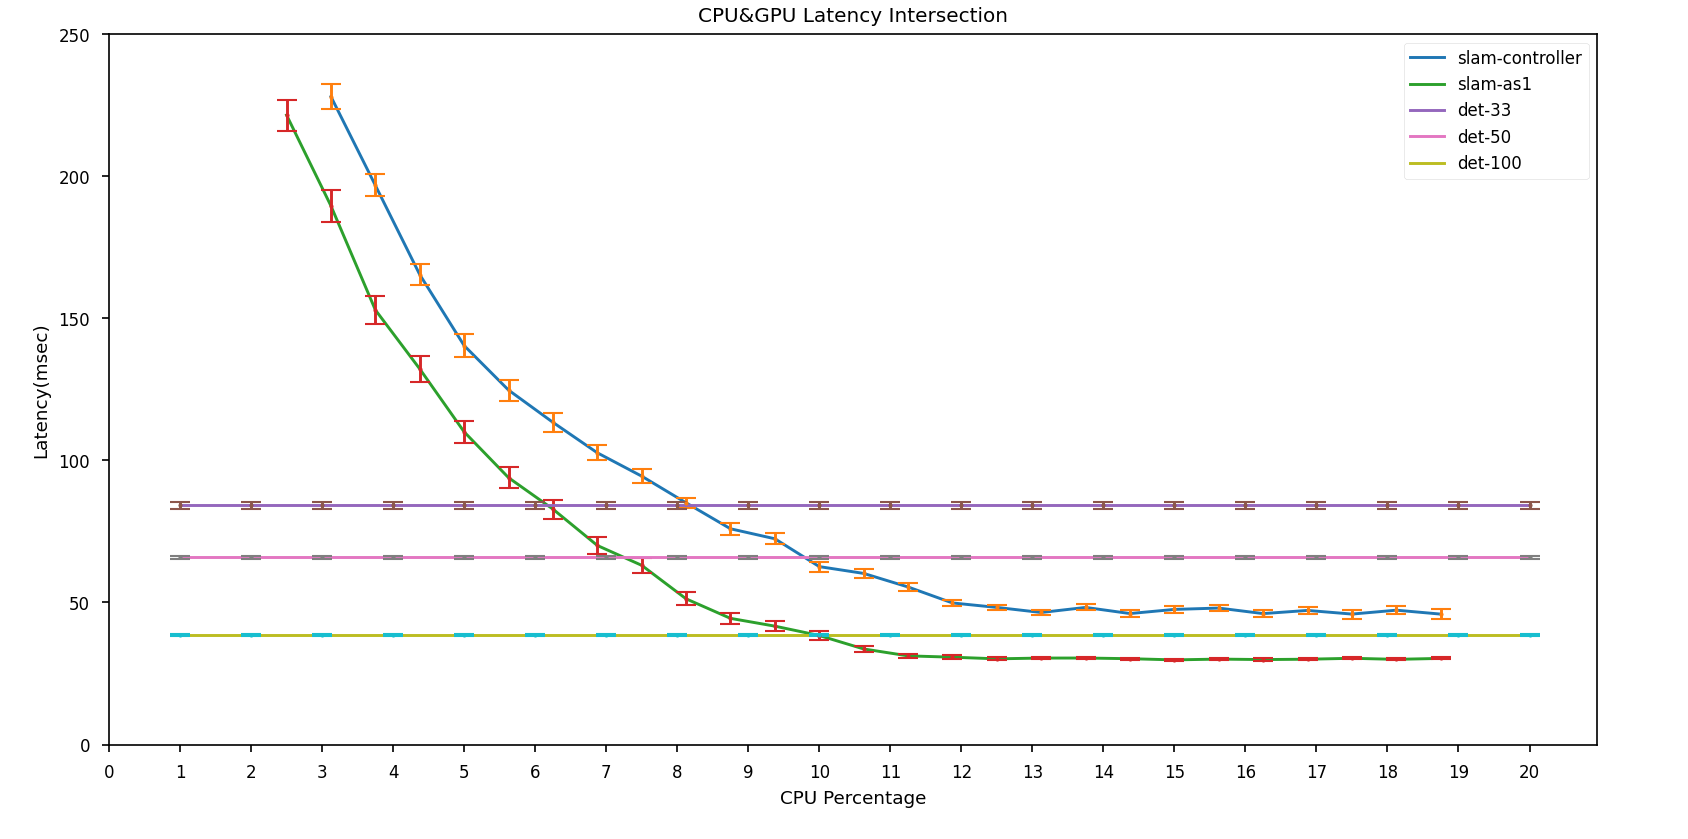 CPU&GPU Latency Intersection
250
200
150
100
50
0
Latency(msec)
slam-controller
slam-as1
det-33
det-50
det-100
0 1 2 3 4 5 6 7 8 9 10 11 12 13 14 15 16 17 18 19 20
CPU Percentage